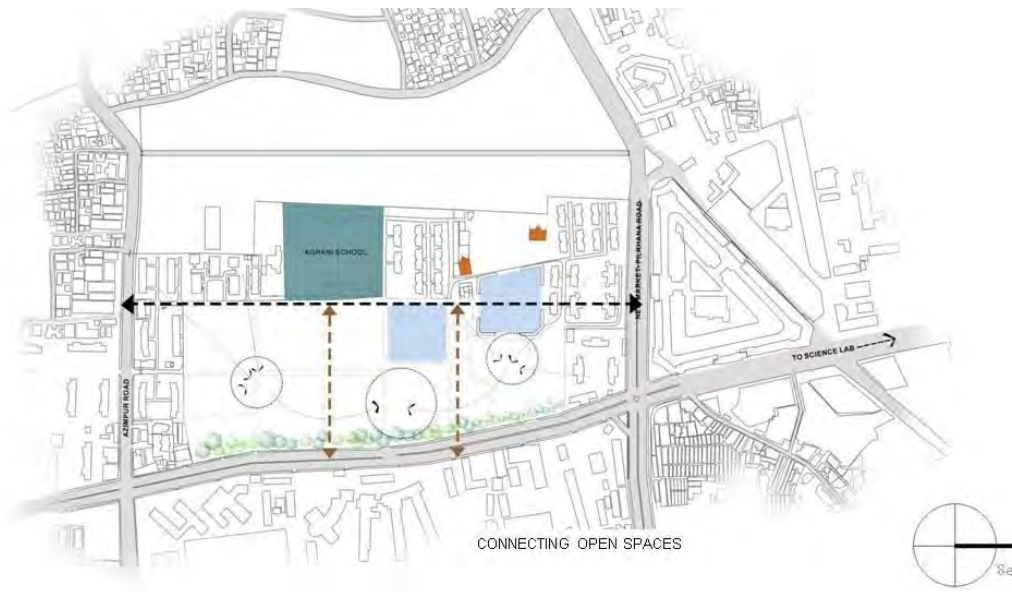 AGRANI SCHOOL
NEW MARKET- PILKHANA ROAD
TO SCIENCE LAB
AZIMPUR ROAD
CONNECTING OPEN SPACES